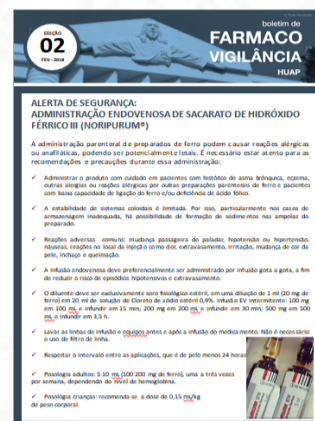 EDIÇÃO
02
FEV - 2018
boletim de
FARMACO
VIGILÂNCIA
HUAP
ALERTA DE SEGURANÇA:
ADMINISTRAÇÃO ENDOVENOSA DE SACARATO DE HIDRÓXIDO
FÉRRICO III (NORIPURUM®)
A administração parenteral de preparados de ferro podem causar reações alérgicas
ou anafiláticas, podendo ser potencialmente letais. É necessário estar atento para as
recomendações e precauções durante essa administração:
✓ Administrar o produto com cuidado em pacientes com histórico de asma brônquica, eczema,
outras alergias ou reações alérgicas por outras preparações parenterais de ferro e pacientes
com baixa capacidade de ligação do ferro e/ou deficiência de ácido fólico.
✓ A estabilidade de sistemas coloidais é limitada. Por isso, particularmente nos casos de
armazenagem inadequada, há possibilidade de formação de sedimentos nas ampolas do
preparado.
✓ Reações adversas comuns: mudança passageira do paladar, hipotensão ou hipertensão,
náuseas, reações no local da injeção como dor, extravasamento, irritação, mudança de cor da
pele, inchaço e queimação.
✓ A infusão endovenosa deve preferencialmente ser administrado por infusão gota a gota, a fim
de reduzir o risco de episódios hipotensivos e extravasamento.
✓ O diluente deve ser exclusivamente soro fisiológico estéril, em uma diluição de 1 ml (20 mg de
ferro) em 20 ml de solução de Cloreto de sódio estéril 0,9%. Infusão EV intermitente: 100 mg
em 100 mL e infundir em 15 min; 200 mg em 200 mL e infundir em 30 min; 500 mg em 500
mL e infundir em 3,5 h.
✓ Lavar as linhas de infusão e equipos antes e após a infusão do medicamento. Não é necessário
o uso de filtro de linha.
✓ Respeitar o intervalo entre as aplicações, que é de pelo menos 24 horas
✓ Posologia adultos: 5-10 mL (100-200 mg de ferro), uma a três vezes
por semana, dependendo do nível de hemoglobina.
✓ Posologia crianças: recomenda-se a dose de 0,15 mL/kg
de peso corporal.